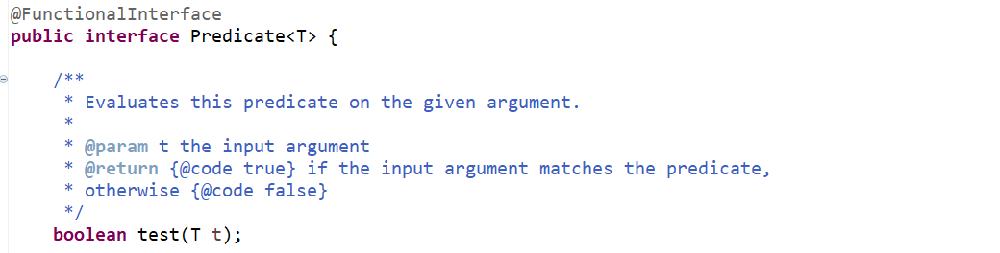 @FunctionalInterface
public interface Predicate<T> {
/**
* Evaluates this predicate on the given argument.
*
* @param t the input argument
* @return {@code true} if the input argument matches the predicate,
* otherwise {@code false}
*/
boolean test(T t);